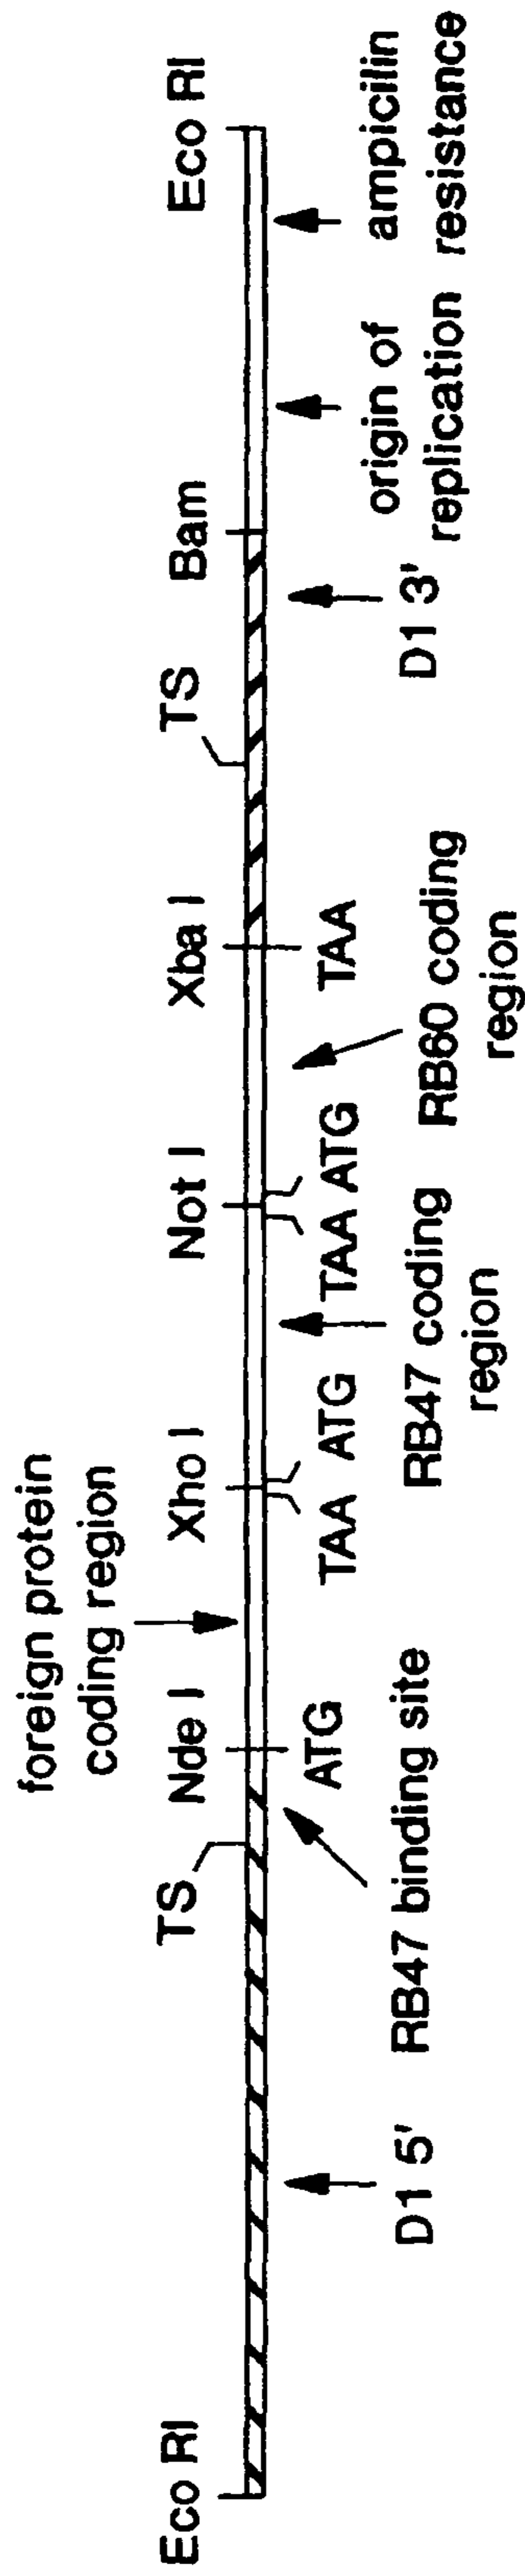 foreign protein
coding region
Eco RI
TS
Nde I
Xho I
Not I
Xba I
TS
Bam
Eco RI
ATG
TAA ATG
TAA ATG
TAA
D1 5'
RB47 binding site
RB47 coding
region
RB60 coding
region
D1 3'
origin of
replication
ampicilin
resistance